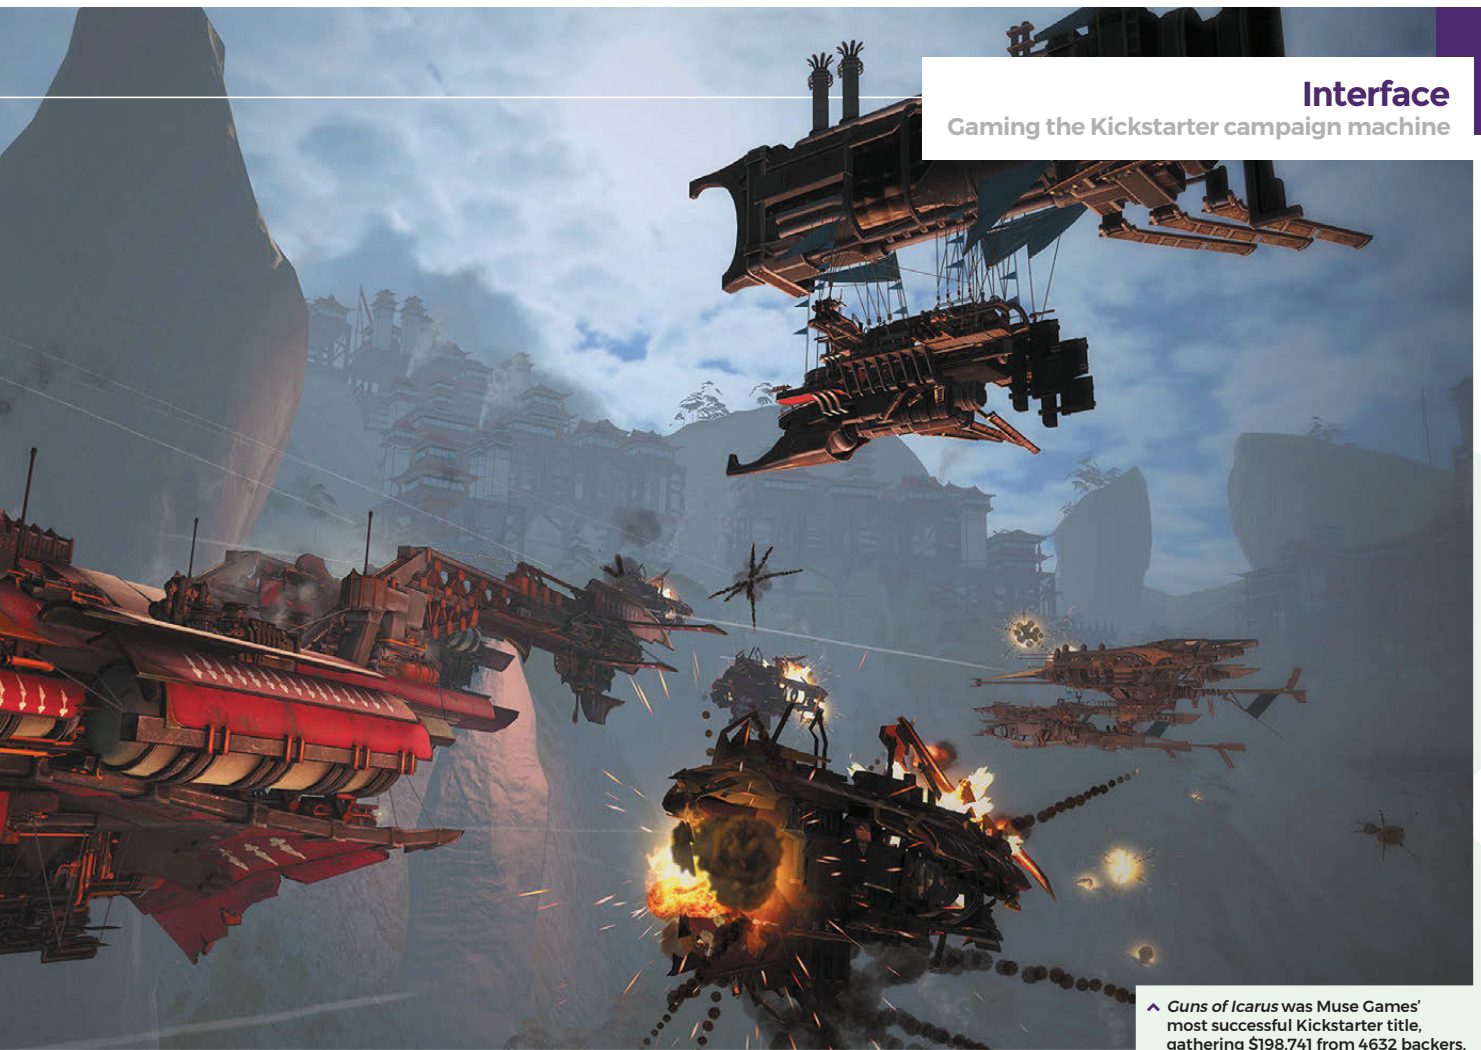 Interface
Gaming the Kickstarter campaign machine
^ Guns of Icarus was Muse Games’
most successful Kickstarter title,
gathering $198,741 from 4632 backers.